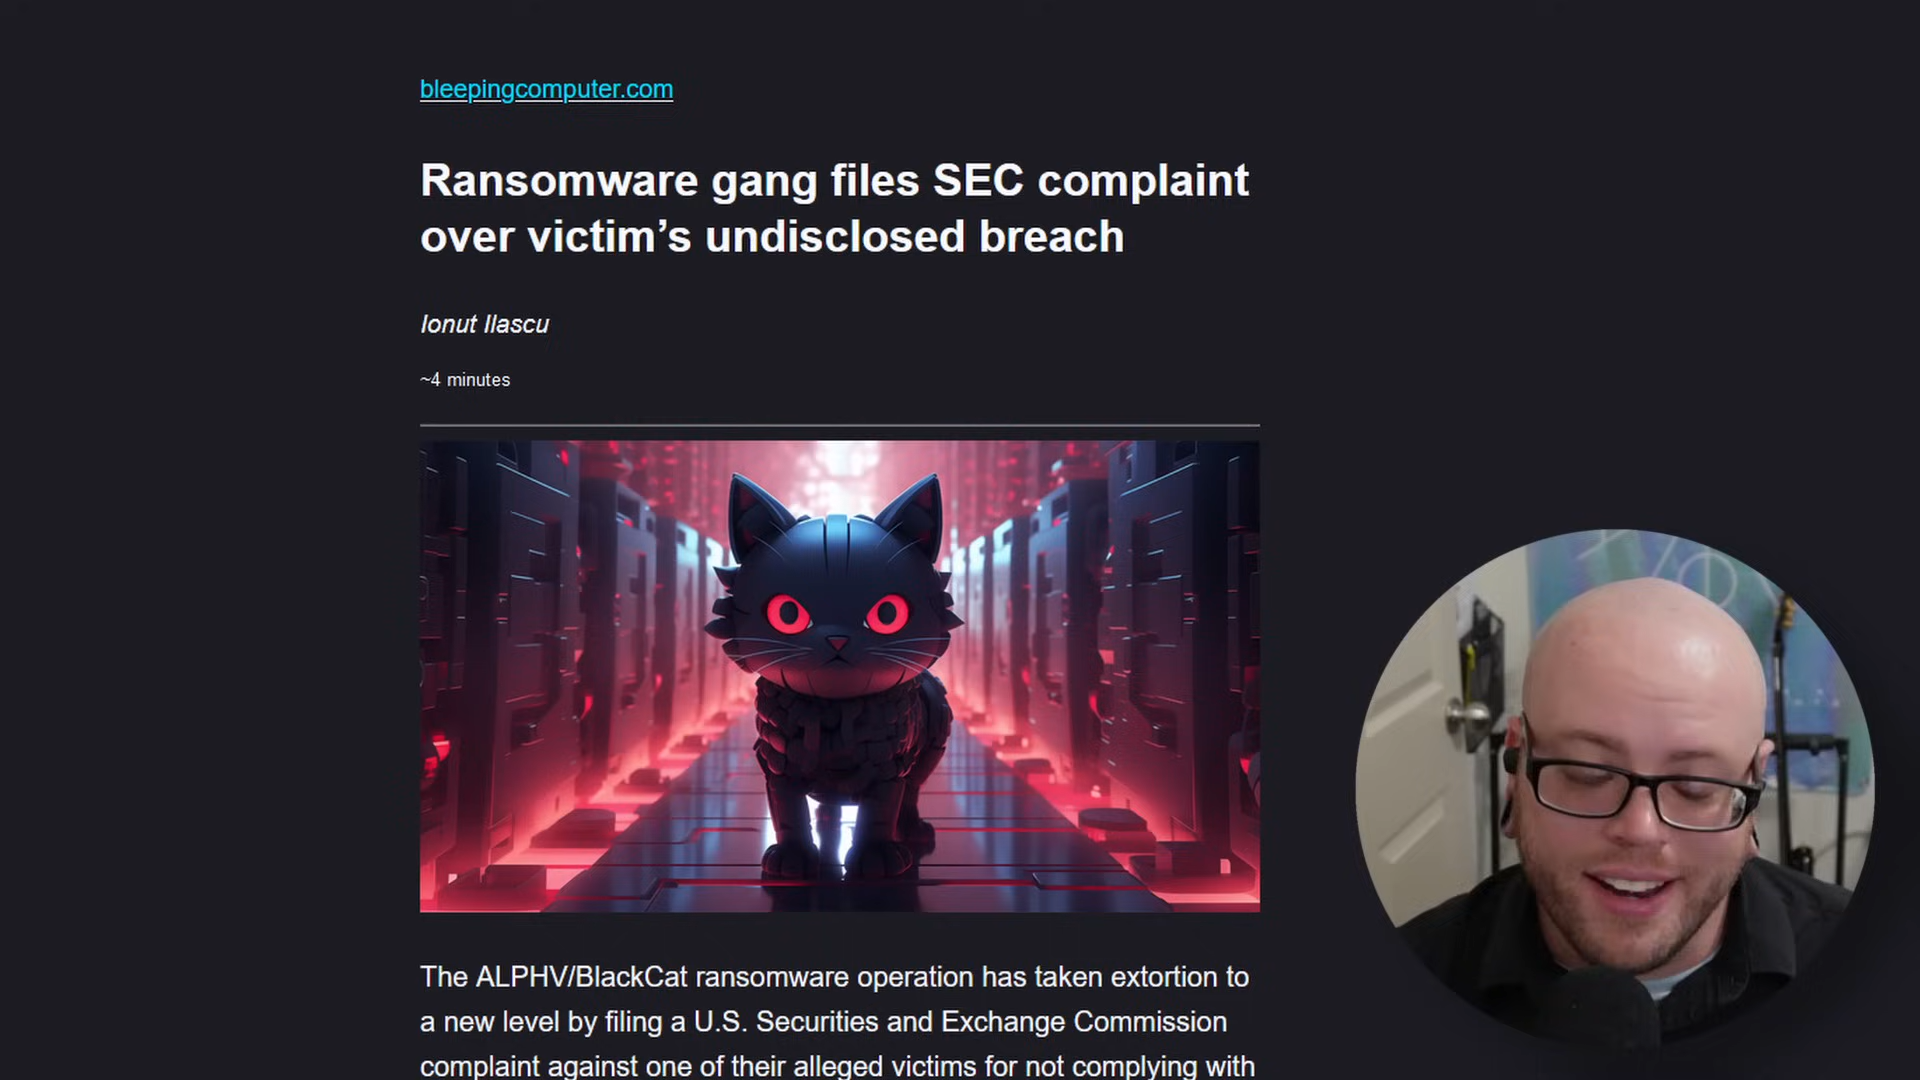 bleepingcomputer.com
Ransomware gang files SEC complaint
over victim’s undisclosed breach
Ionut Ilascu
~4 minutes
The ALPHV/BlackCat ransomware operation has taken extortion to
a new level by filing a U.S. Securities and Exchange Commission
complaint against one of their alleged victims for not complying with